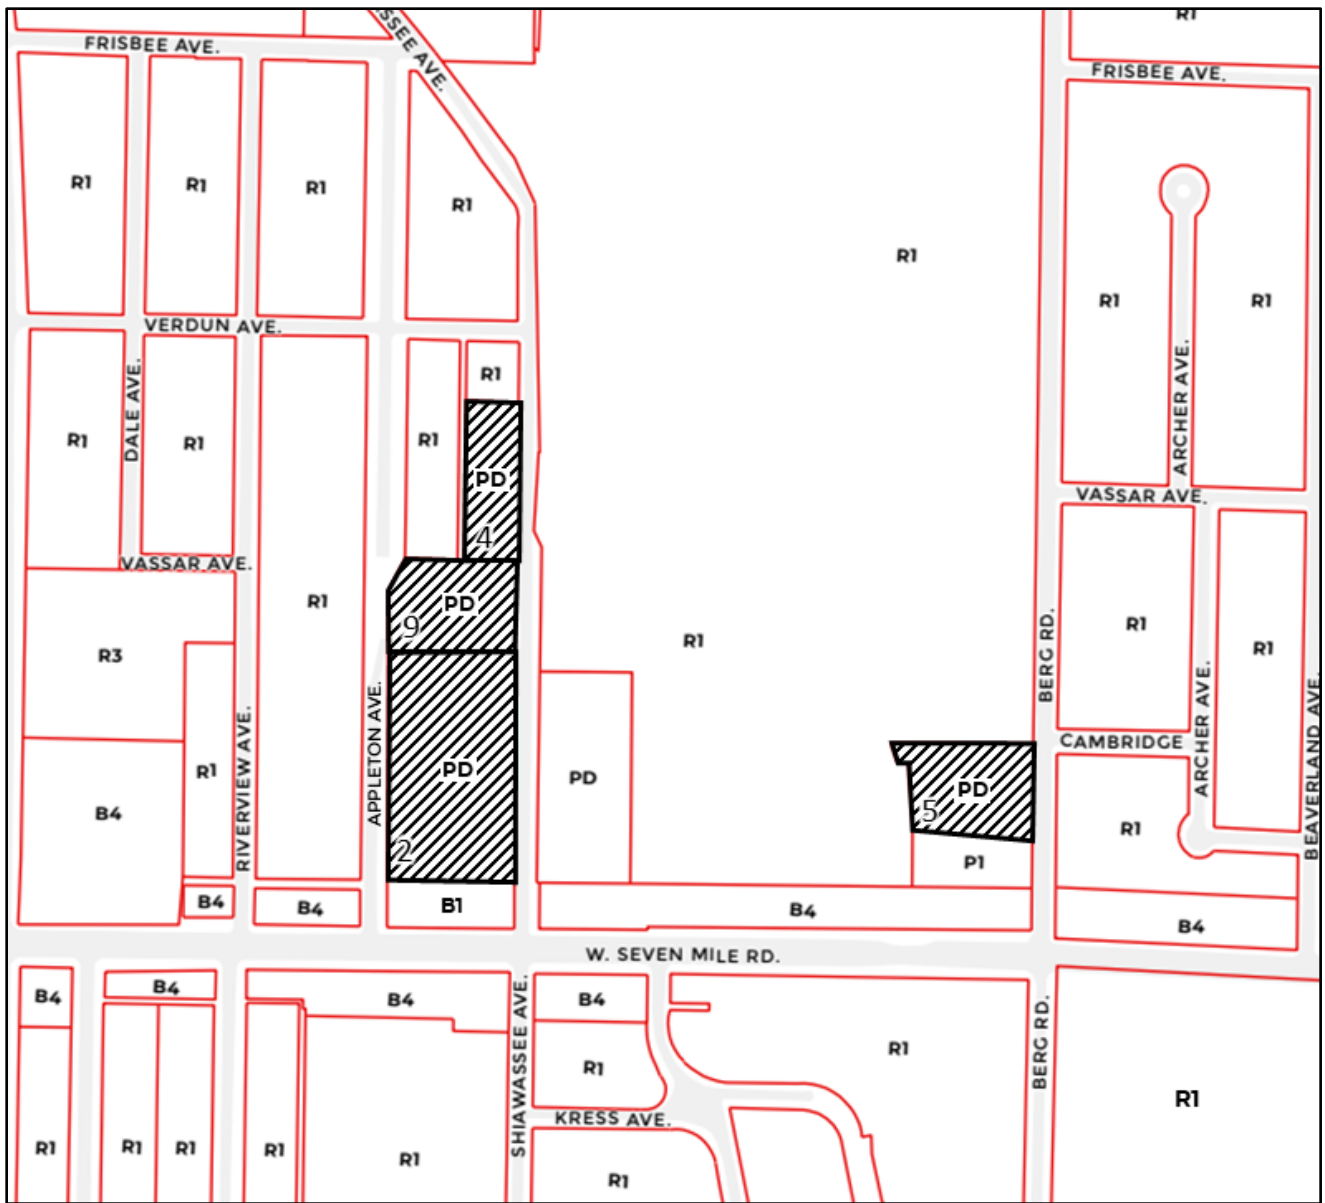 R1
FRISBEE AVE.
SSEE AVE.
FRISBEE AVE.
R1
R1
R1
R1
R1
R1
R1
VERDUN AVE.
DALE AVE.
ARCHER AVE.
R1
R1
R1
R1
PD
4
VASSAR AVE.
VASSAR AVE.
R1
PD
9
R1
BERG RD.
R1
R1
R3
APPLETON AVE.
RIVERVIEW AVE.
ARCHER AVE.
BEAVERLAND AVE.
CAMBRIDGE
R1
PD
2
PD
PD
5
B4
R1
P1
B4
B4
B1
B4
B4
W. SEVEN MILE RD.
B4
B4
B4
B4
SHIAWASSEE AVE.
BERG RD.
R1
R1
R1
KRESS AVE.
R1
R1
R1
R1
R1
R1